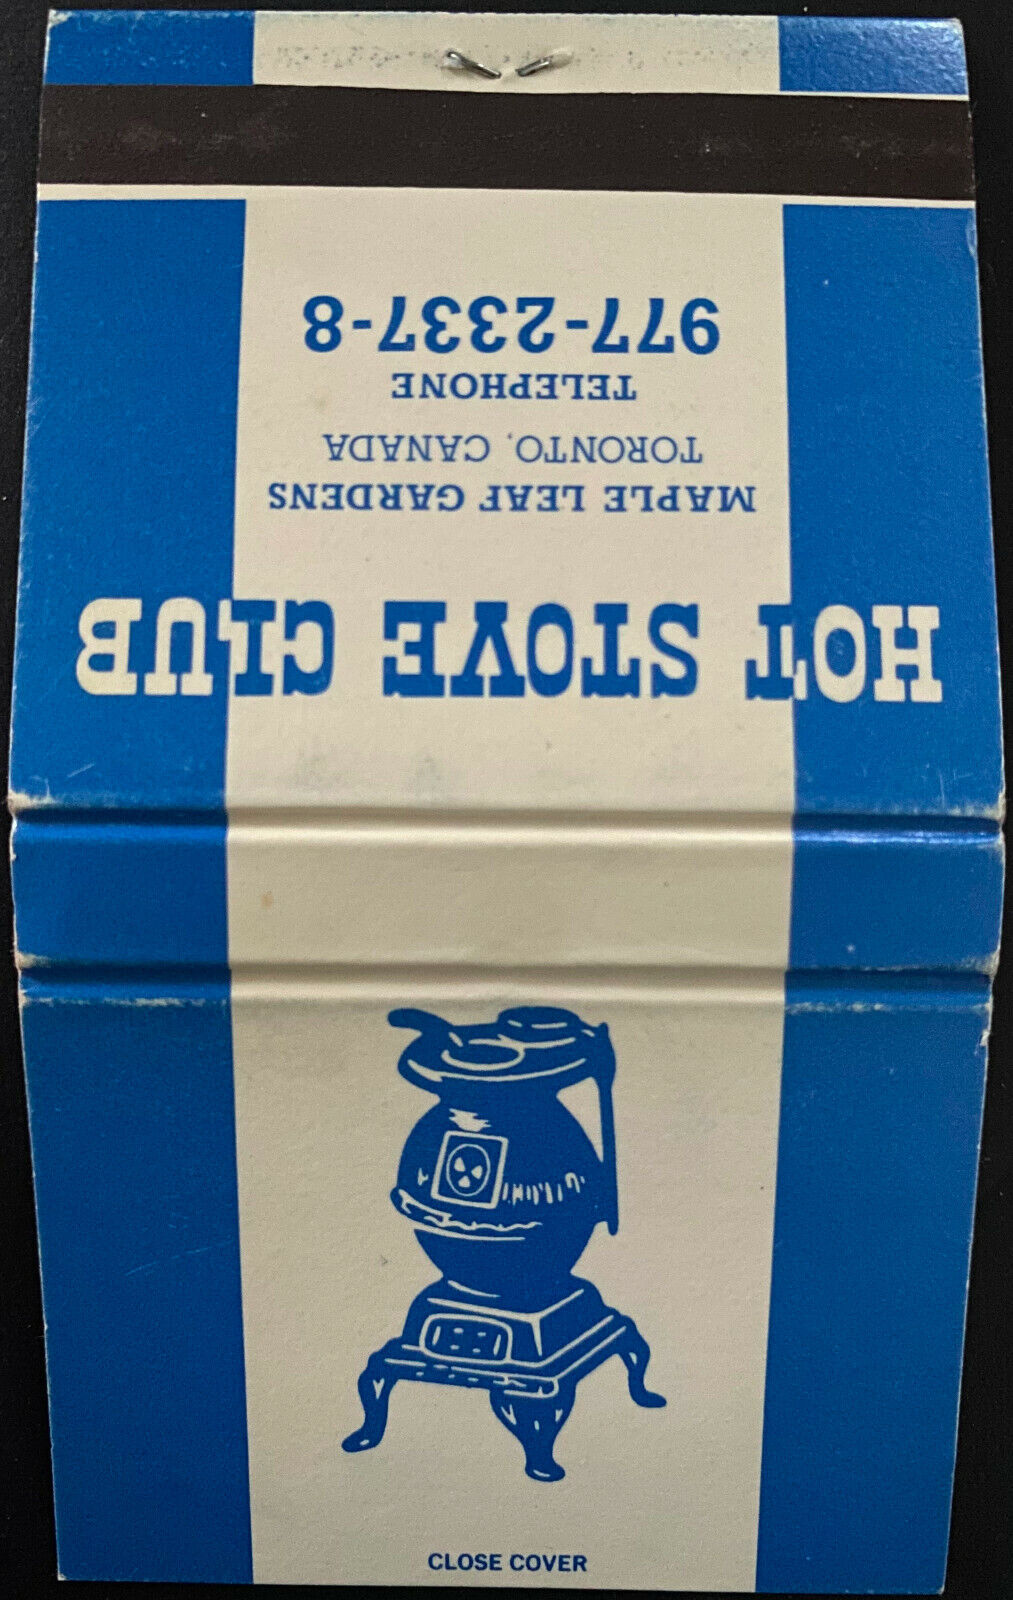 HOT STOVE CLUB
MAPLE LEAF GARDENS
TORONTO, CANADA
TELEPHONE
977-2337-8
CLOSE COVER